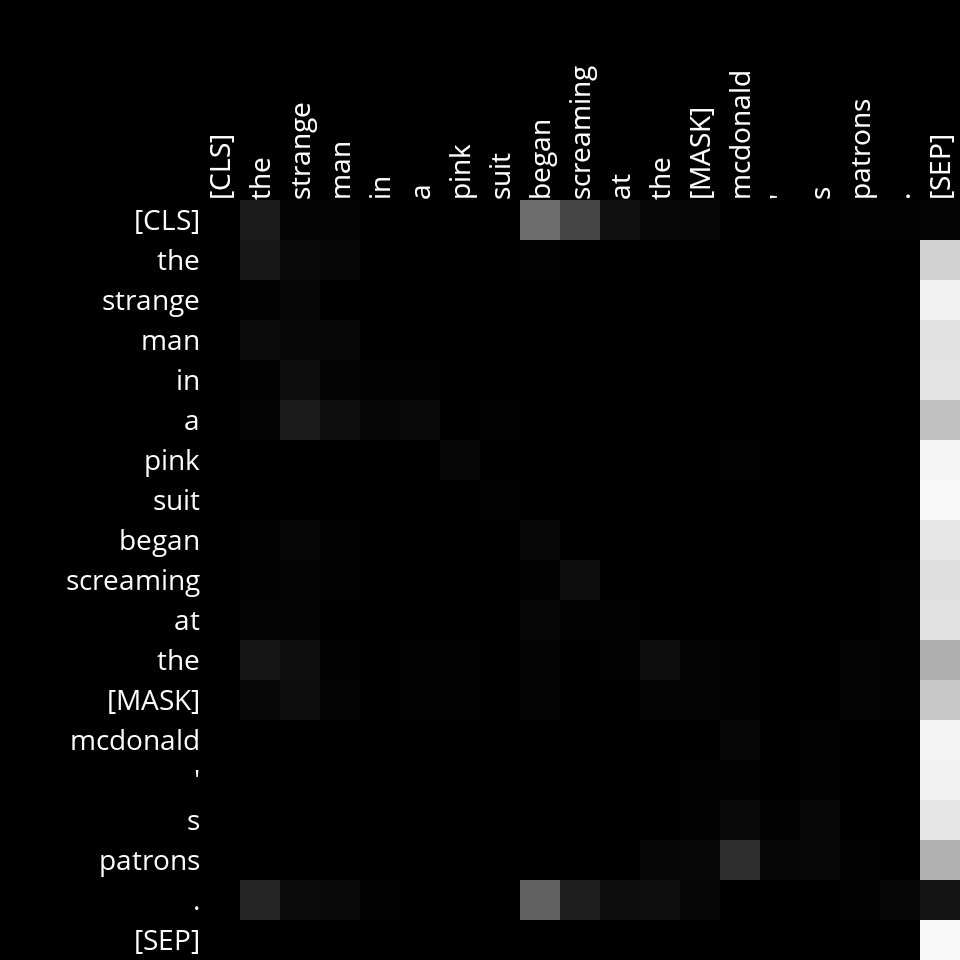 [CLS] the strange man in a pink suit began screaming at the [MASK] mcdonald ' s patrons . [SEP]
[CLS]
the
strange
man
in
a
pink
suit
began
screaming
at
the
[MASK]
mcdonald
'
s
patrons
.
[SEP]